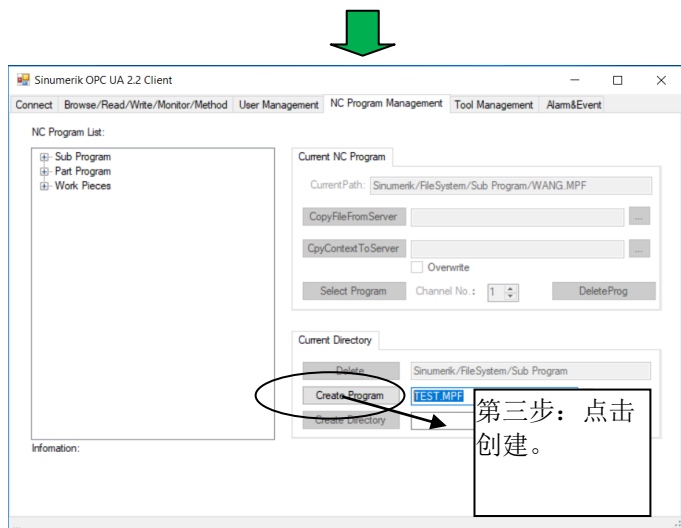 Sinumerik OPC UA 2.2 Client
Connect Browse/Read/Write/Monitor/Method User Management NC Program Management Tool Management Alarm&Event
NC Program List:
Sub Program
Part Program
Work Pieces
Current NC Program
CurrentPath: Sinumerik/FileSystem/Sub Program/WANG.MPF
CopyFileFromServer ...
CpyContextToServer ...
Overwrite
Select Program Channel No.: 1 DeleteProg
Current Directory
Delete Sinumerik/FileSystem/Sub Program
Create Program TEST.MPF
Create Directory
第三步：点击
创建。
Infomation: